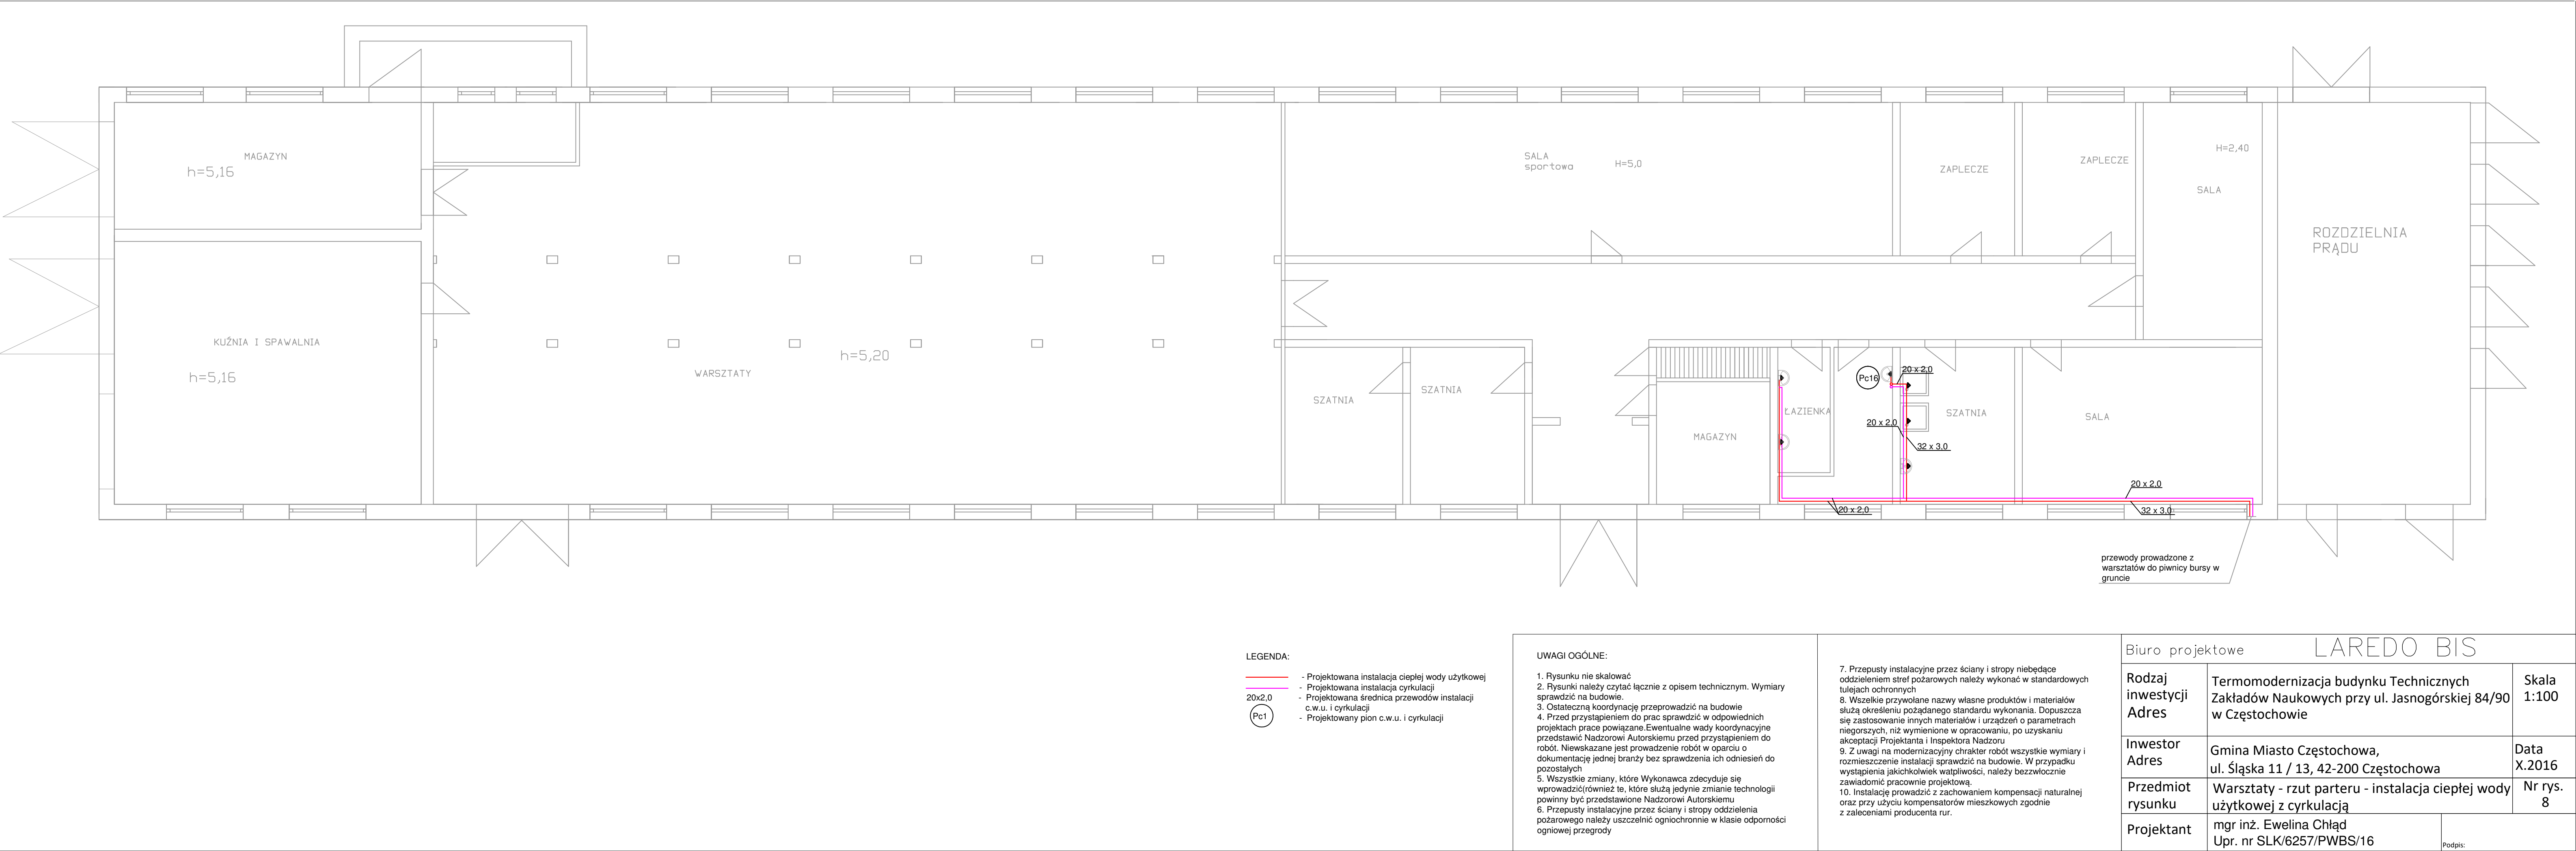 MAGAZYN
h=5,16
KUŹNIA I SPAWALNIA
h=5,16
WARSZTATY
h=5,20
SALA
sportowa
H=5,0
ZAPLECZE
ZAPLECZE
H=2,40
SALA
ROZDZIELNIA
PRĄDU
SZATNIA
SZATNIA
MAGAZYN
ŁAZIENKA
Pc16
20 x 2,0
20 x 2,0
32 x 3,0
SZATNIA
SALA
20 x 2,0
20 x 2,0
32 x 3,0
przewody prowadzone z
warsztatów do piwnicy bursy w
gruncie
LEGENDA:
- Projektowana instalacja ciepłej wody użytkowej
- Projektowana instalacja cyrkulacji
20x2,0 - Projektowana średnica przewodów instalacji
c.w.u. i cyrkulacji
Pc1 - Projektowany pion c.w.u. i cyrkulacji
UWAGI OGÓLNE:
1. Rysunku nie skalować
2. Rysunki należy czytać łącznie z opisem technicznym. Wymiary
sprawdzić na budowie.
3. Ostateczną koordynację przeprowadzić na budowie
4. Przed przystąpieniem do prac sprawdzić w odpowiednich
projektach prace powiązane.Ewentualne wady koordynacyjne
przedstawić Nadzorowi Autorskiemu przed przystąpieniem do
robót. Niewskazane jest prowadzenie robót w oparciu o
dokumentację jednej branży bez sprawdzenia ich odniesień do
pozostałych
5. Wszystkie zmiany, które Wykonawca zdecyduje się
wprowadzić(również te, które służą jedynie zmianie technologii
powinny być przedstawione Nadzorowi Autorskiemu
6. Przepusty instalacyjne przez ściany i stropy oddzielenia
pożarowego należy uszczelnić ogniochronnie w klasie odporności
ogniowej przegrody
7. Przepusty instalacyjne przez ściany i stropy niebędące
oddzieleniem stref pożarowych należy wykonać w standardowych
tulejach ochronnych
8. Wszelkie przywołane nazwy własne produktów i materiałów
służą określeniu pożądanego standardu wykonania. Dopuszcza
się zastosowanie innych materiałów i urządzeń o parametrach
niegorszych, niż wymienione w opracowaniu, po uzyskaniu
akceptacji Projektanta i Inspektora Nadzoru
9. Z uwagi na modernizacyjny chrakter robót wszystkie wymiary i
rozmieszczenie instalacji sprawdzić na budowie. W przypadku
wystąpienia jakichkolwiek watpliwości, należy bezzwłocznie
zawiadomić pracownie projektową.
10. Instalację prowadzić z zachowaniem kompensacji naturalnej
oraz przy użyciu kompensatorów mieszkowych zgodnie
z zaleceniami producenta rur.
Biuro projektowe LAREDO BIS
Rodzaj
inwestycji
Adres
Termomodernizacja budynku Technicznych
Zakładów Naukowych przy ul. Jasnogórskiej 84/90
w Częstochowie
Skala
1:100
Inwestor
Adres
Gmina Miasto Częstochowa,
ul. Śląska 11 / 13, 42-200 Częstochowa
Data
X.2016
Przedmiot
rysunku
Warsztaty - rzut parteru - instalacja ciepłej wody
użytkowej z cyrkulacją
Nr rys.
8
Projektant
mgr inż. Ewelina Chłąd
Upr. nr SLK/6257/PWBS/16
Podpis: